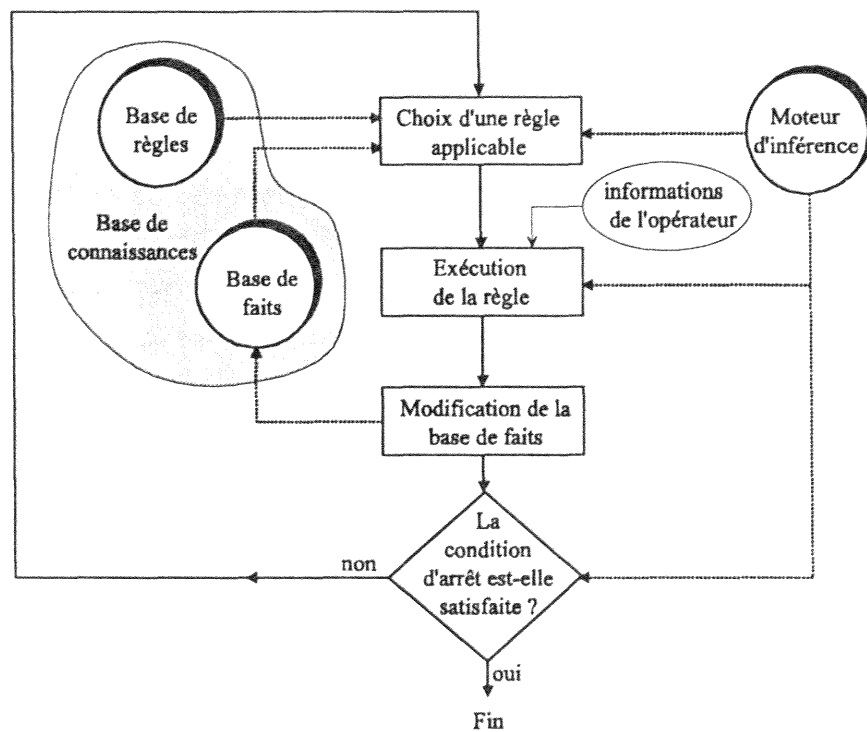 Base de
règles
Choix d'une règle
applicable
Moteur
d'inférence
informations
de l'opérateur
Base de
connaissances
Base de
faits
Exécution
de la règle
Modification de la
base de faits
La
condition
d'arrêt est-elle
satisfaite ?
non
oui
Fin